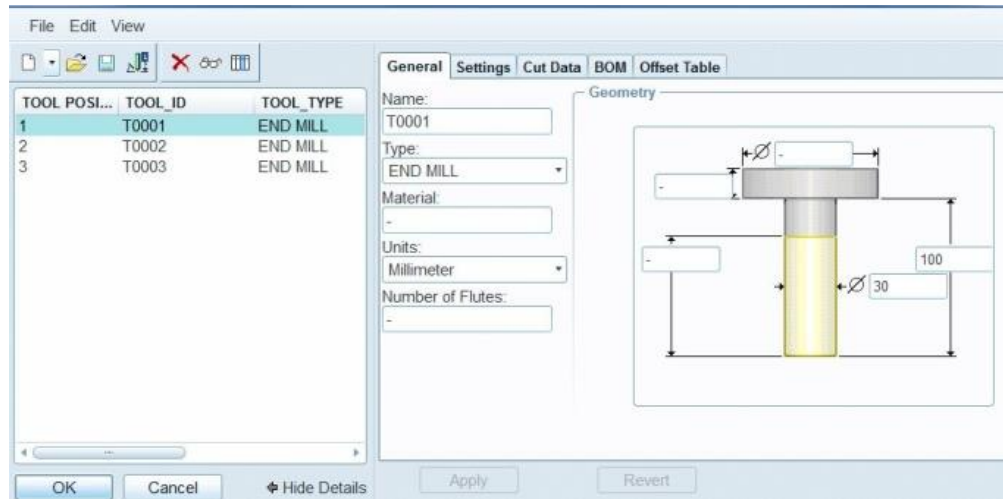 File Edit View
General Settings Cut Data BOM Offset Table
TOOL POSI... TOOL_ID TOOL_TYPE
1 T0001 END MILL
2 T0002 END MILL
3 T0003 END MILL
Name:
T0001
Type:
END MILL
Material:
-
Units:
Millimeter
Number of Flutes:
-
Geometry
Ø -
-
-
100
Ø 30
OK Cancel Hide Details
Apply Revert